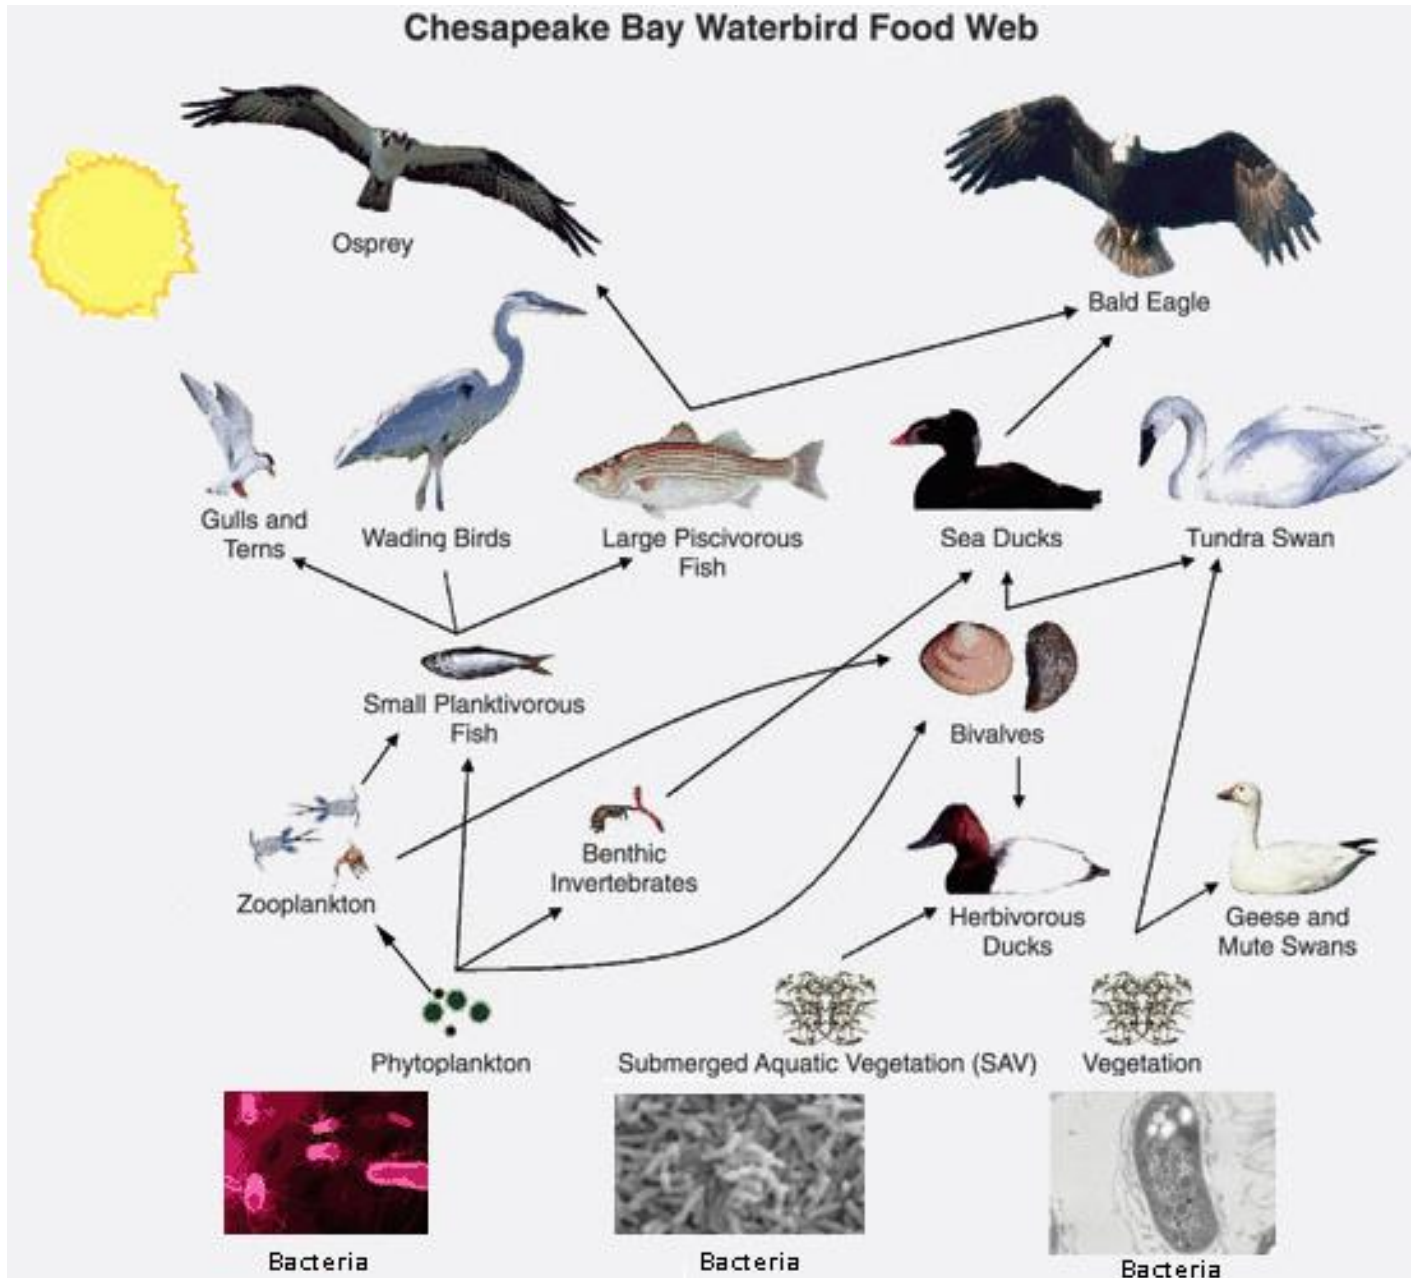 Chesapeake Bay Waterbird Food Web
Osprey
Bald Eagle
Gulls and
Terns
Wading Birds
Large Piscivorous
Fish
Sea Ducks
Tundra Swan
Small Planktivorous
Fish
Bivalves
Zooplankton
Benthic
Invertebrates
Herbivorous
Ducks
Geese and
Mute Swans
Phytoplankton
Submerged Aquatic Vegetation (SAV)
Vegetation
Bacteria
Bacteria
Bacteria